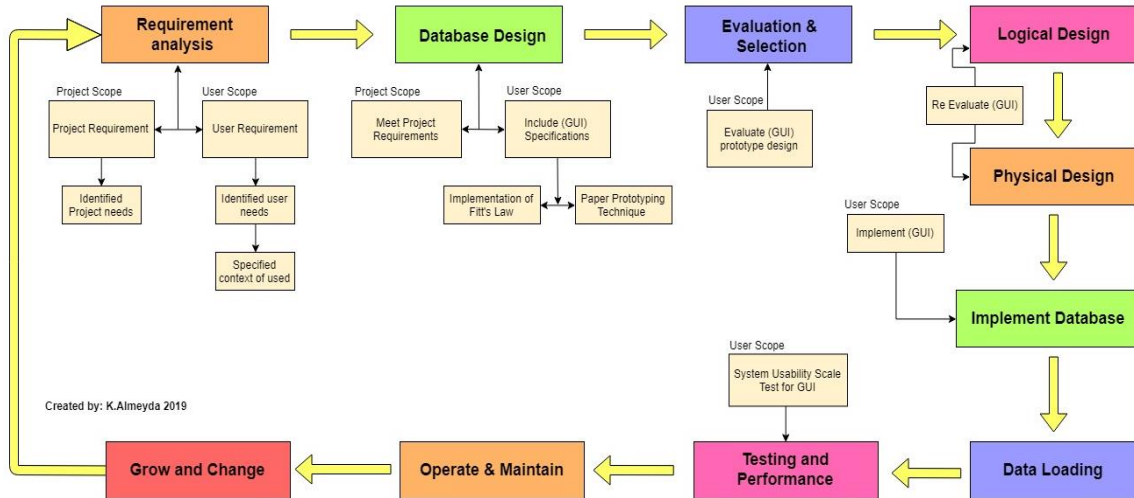 Requirement
analysis
Database Design
Evaluation
& Selection
Logical Design
Project Scope
Project Requirement
User Scope
User Requirement
Identified
Project needs
Identified user
needs
Specified
context of used
Project Scope
Meet Project
Requirements
User Scope
Include (GUI)
Specifications
Implementation of
Fitt's Law
Paper Prototyping
Technique
User Scope
Evaluate (GUI)
prototype design
Re Evaluate (GUI)
Physical Design
User Scope
Implement (GUI)
Implement Database
User Scope
System Usability Scale
Test for GUI
Created by: K.Almeyda 2019
Grow and Change
Operate & Maintain
Testing and
Performance
Data Loading